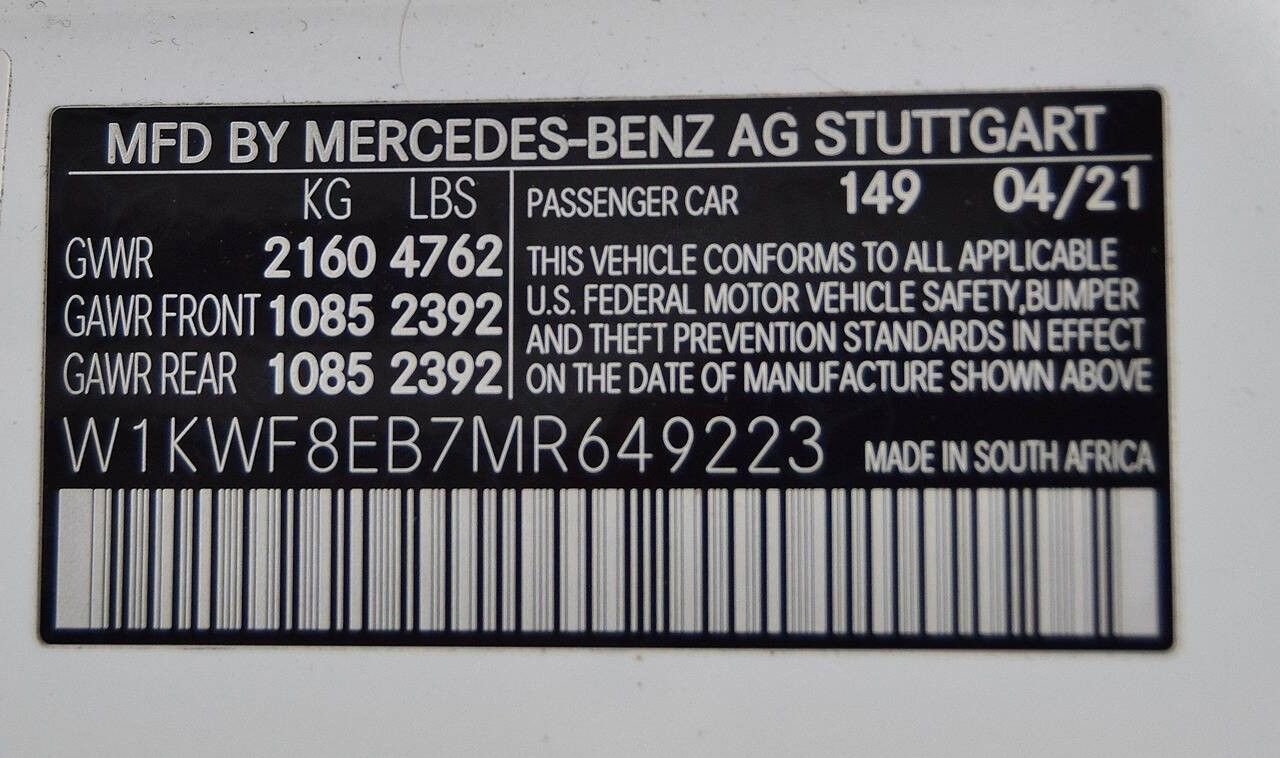 MFD BY MERCEDES-BENZ AG STUTTGART
KG LBS
GVWR 2160 4762
GAWR FRONT 1085 2392
GAWR REAR 1085 2392
PASSENGER CAR 149 04/21
THIS VEHICLE CONFORMS TO ALL APPLICABLE
U.S. FEDERAL MOTOR VEHICLE SAFETY,BUMPER
AND THEFT PREVENTION STANDARDS IN EFFECT
ON THE DATE OF MANUFACTURE SHOWN ABOVE
W1KWF8EB7MR649223 MADE IN SOUTH AFRICA